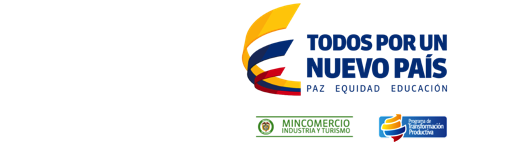 TODOS POR UN
NUEVO PAÍS
PAZ EQUIDAD EDUCACIÓN
MINCOMERCIO
INDUSTRIA Y TURISMO
Programa de
Transformación
Productiva